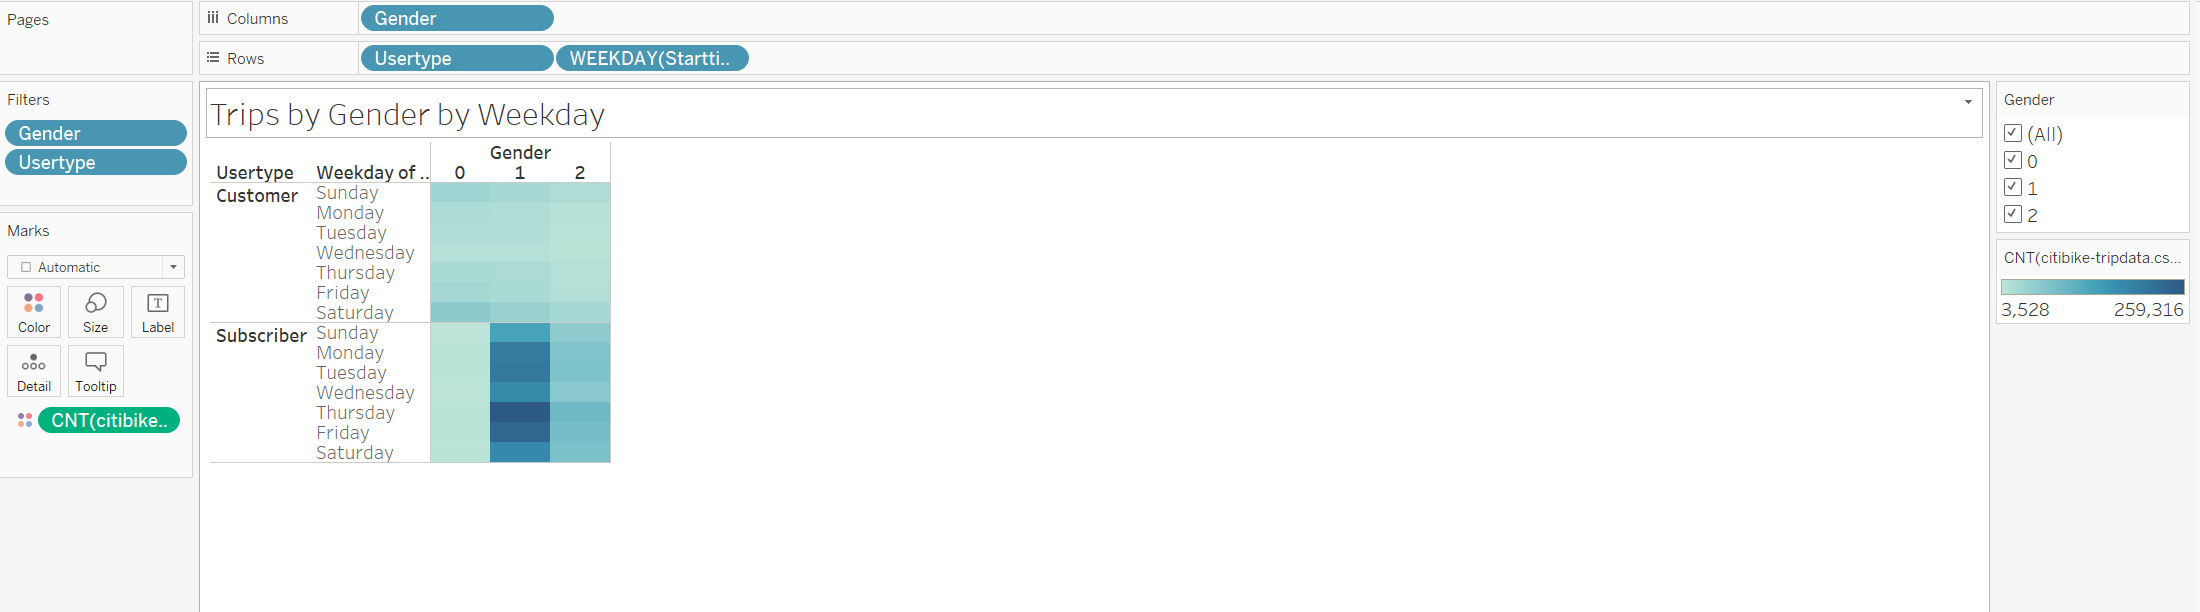 Pages
Columns
Gender
Rows
Usertype
WEEKDAY(Startti..
Filters
Gender
Usertype
Marks
Automatic
Color
Size
Label
Detail
Tooltip
CNT(citibike..
Trips by Gender by Weekday
Gender
Usertype Weekday of .. 0 1 2
Customer Sunday
Monday
Tuesday
Wednesday
Thursday
Friday
Saturday
Subscriber Sunday
Monday
Tuesday
Wednesday
Thursday
Friday
Saturday
Gender
(All)
0
1
2
CNT(citibike-tripdata.cs...
3,528 259,316